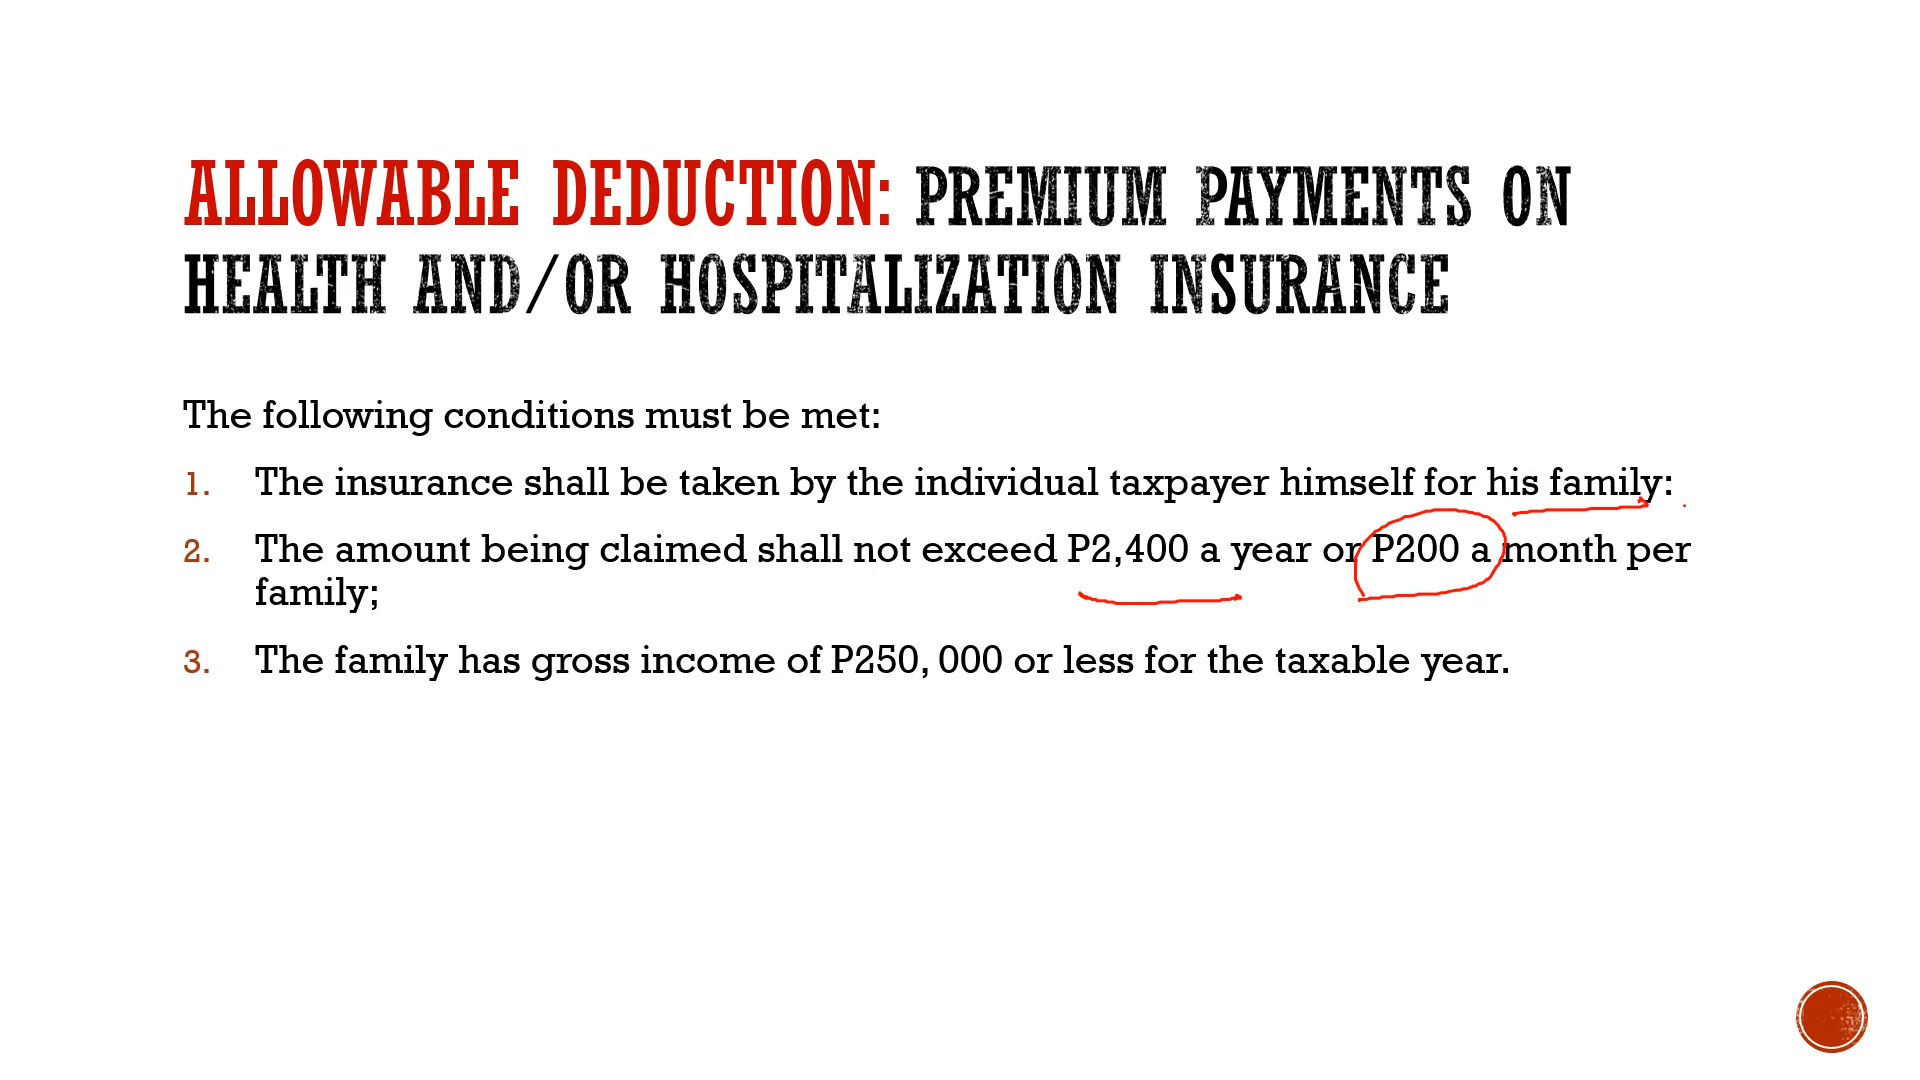 ALLOWABLE DEDUCTION: PREMIUM PAYMENTS ON
HEALTH AND/OR HOSPITALIZATION INSURANCE
The following conditions must be met:
1. The insurance shall be taken by the individual taxpayer himself for his family:
2. The amount being claimed shall not exceed P2,400 a year or P200 a month per
family;
3. The family has gross income of P250, 000 or less for the taxable year.